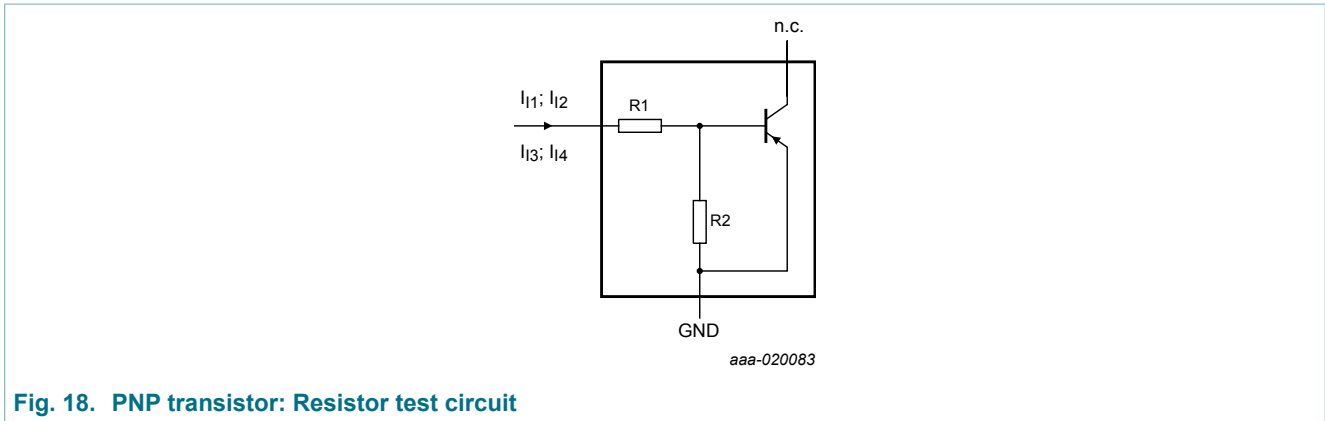 n.c.
I_I1; I_I2
R1
I_I3; I_I4
R2
GND
aaa-020083
Fig. 18. PNP transistor: Resistor test circuit